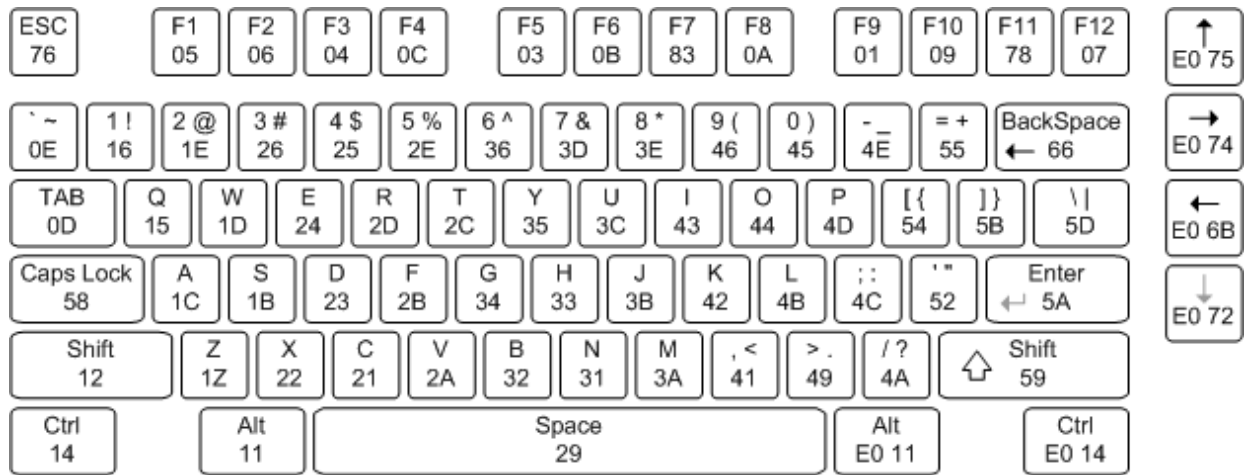 ESC F1 F2 F3 F4 F5 F6 F7 F8 F9 F10 F11 F12 ↑
76 05 06 04 0C 03 0B 83 0A 01 09 78 07 E0 75
` ~ 1 ! 2 @ 3 # 4 $ 5 % 6 ^ 7 & 8 * 9 ( 0 ) - _ = + BackSpace →
0E 16 1E 26 25 2E 36 3D 3E 46 45 4E 55 ← 66 E0 74
TAB Q W E R T Y U I O P [ { ] } \ | ←
0D 15 1D 24 2D 2C 35 3C 43 44 4D 54 5B 5D E0 6B
Caps Lock A S D F G H J K L ; : ' " Enter ↓
58 1C 1B 23 2B 34 33 3B 42 4B 4C 52 ↵ 5A E0 72
Shift Z X C V B N M , < > . / ? ⇧ Shift
12 1Z 22 21 2A 32 31 3A 41 49 4A 59
Ctrl Alt Space Alt Ctrl
14 11 29 E0 11 E0 14